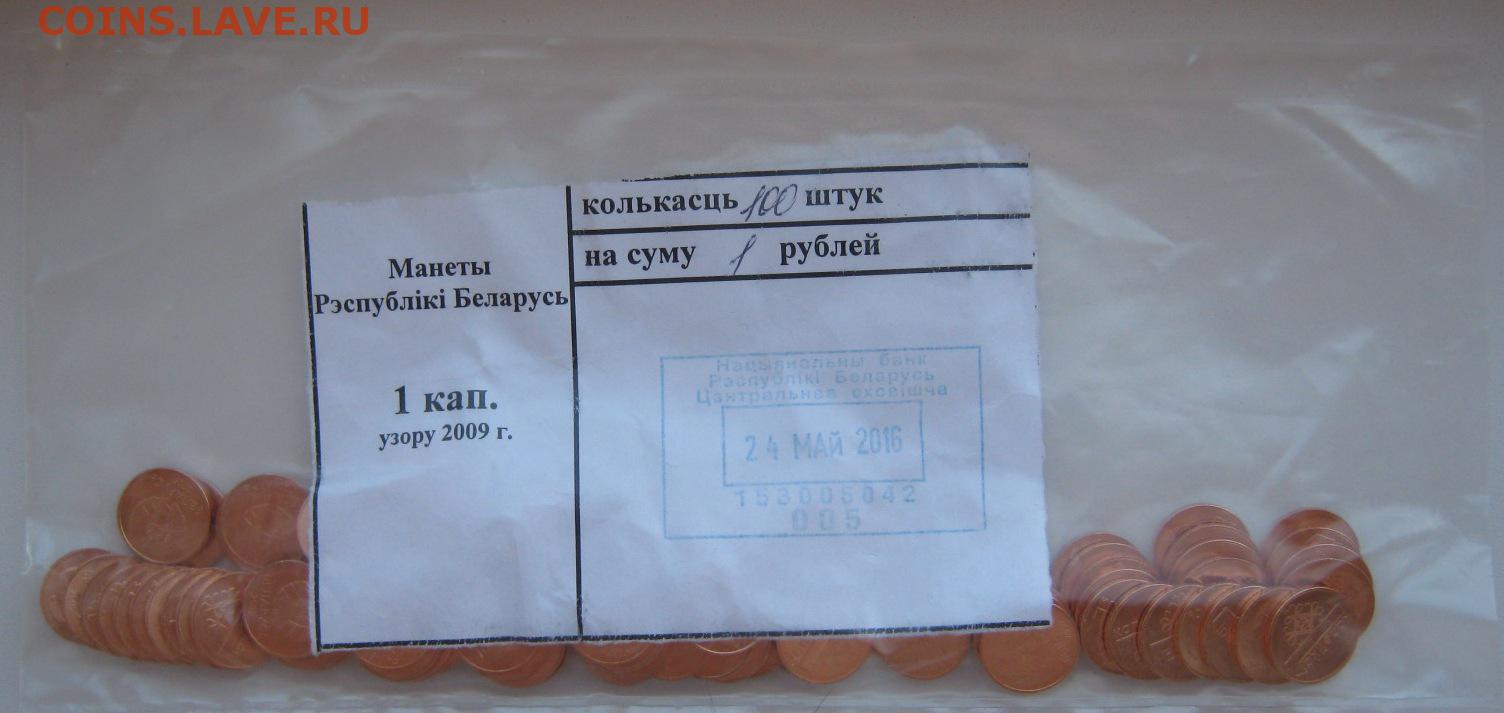 COINS.LAVE.RU
колькасць 100 штук
на суму 1 рублей
Манеты
Рэспублікі Беларусь
1 кап.
узору 2009 г.
Нацыянальны банк
Рэспублікі Беларусь
Цэнтральнае сховішча
24 МАЙ 2016
153005042
005